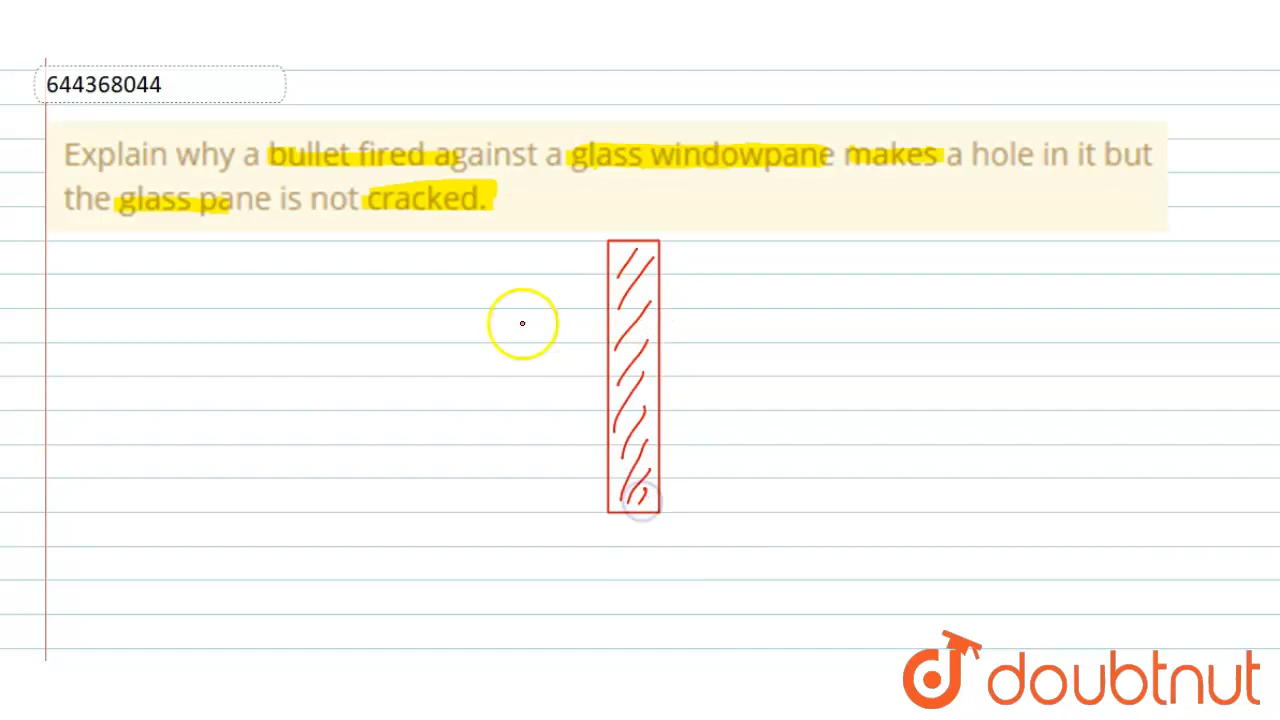 644368044
Explain why a bullet fired against a glass windowpane makes a hole in it but
the glass pane is not cracked.
doubtnut